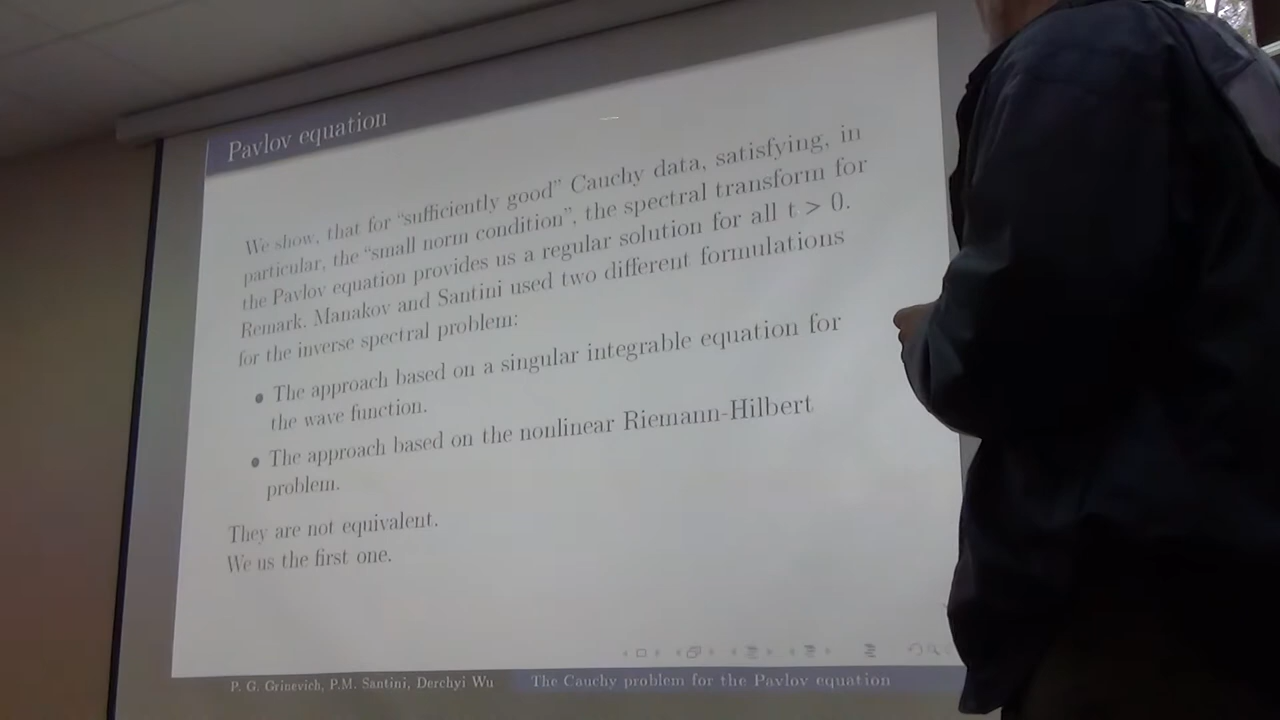 Pavlov equation
We show, that for “sufficiently good” Cauchy data, satisfying, in
particular, the “small norm condition”, the spectral transform for
the Pavlov equation provides us a regular solution for all t > 0.
Remark. Manakov and Santini used two different formulations
for the inverse spectral problem:
• The approach based on a singular integrable equation for
the wave function.
• The approach based on the nonlinear Riemann-Hilbert
problem.
They are not equivalent.
We us the first one.
P. G. Grinevich, P.M. Santini, Derchyi Wu
The Cauchy problem for the Pavlov equation